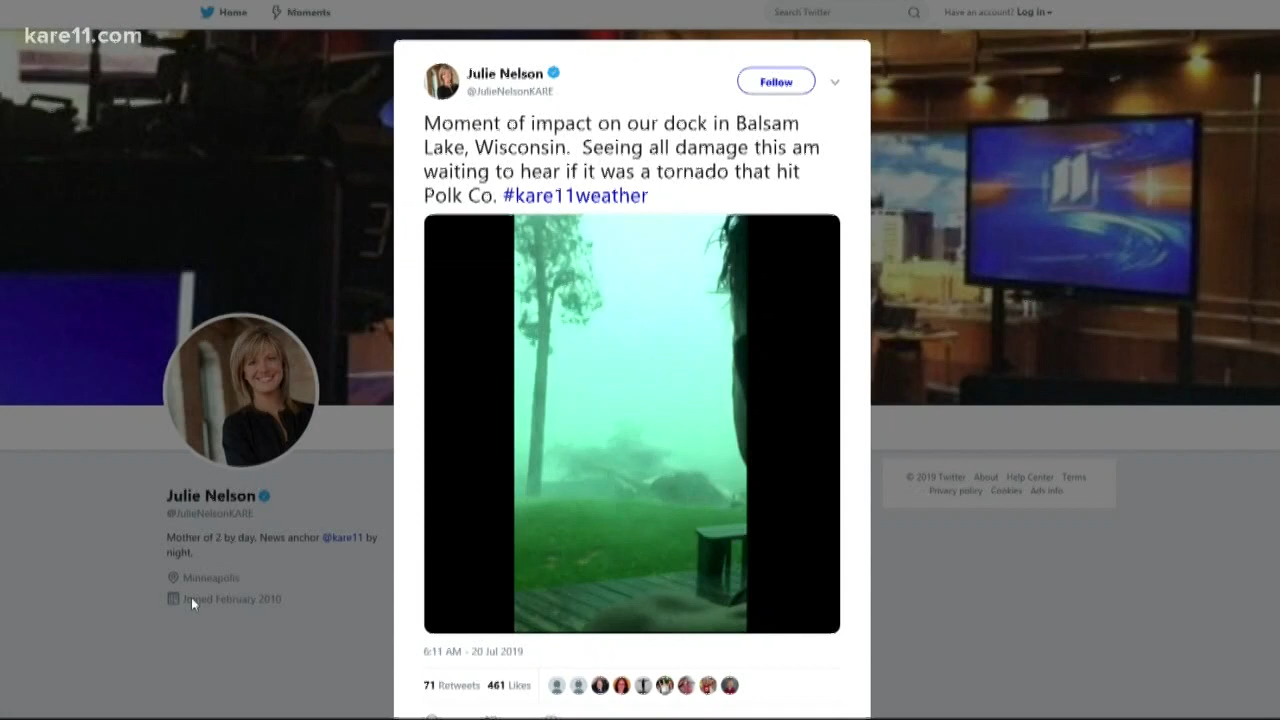 kare11.com
Home Moments Search Twitter Have an account? Log in
Julie Nelson
@JulieNelsonKARE
Follow
Moment of impact on our dock in Balsam
Lake, Wisconsin. Seeing all damage this am
waiting to hear if it was a tornado that hit
Polk Co. #kare11weather
11
6:11 AM - 20 Jul 2019
71 Retweets 461 Likes
Julie Nelson
@JulieNelsonKARE
Mother of 2 by day. News anchor @kare11 by
night.
Minneapolis
Joined February 2010
© 2019 Twitter About Help Center Terms
Privacy policy Cookies Ads info